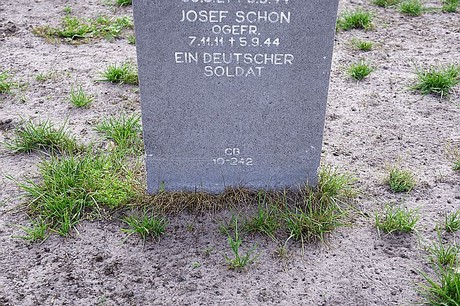 JOSEF SCHON
OGEFR.
7.11.11 + 5.9.44
EIN DEUTSCHER
SOLDAT
CB
10-242